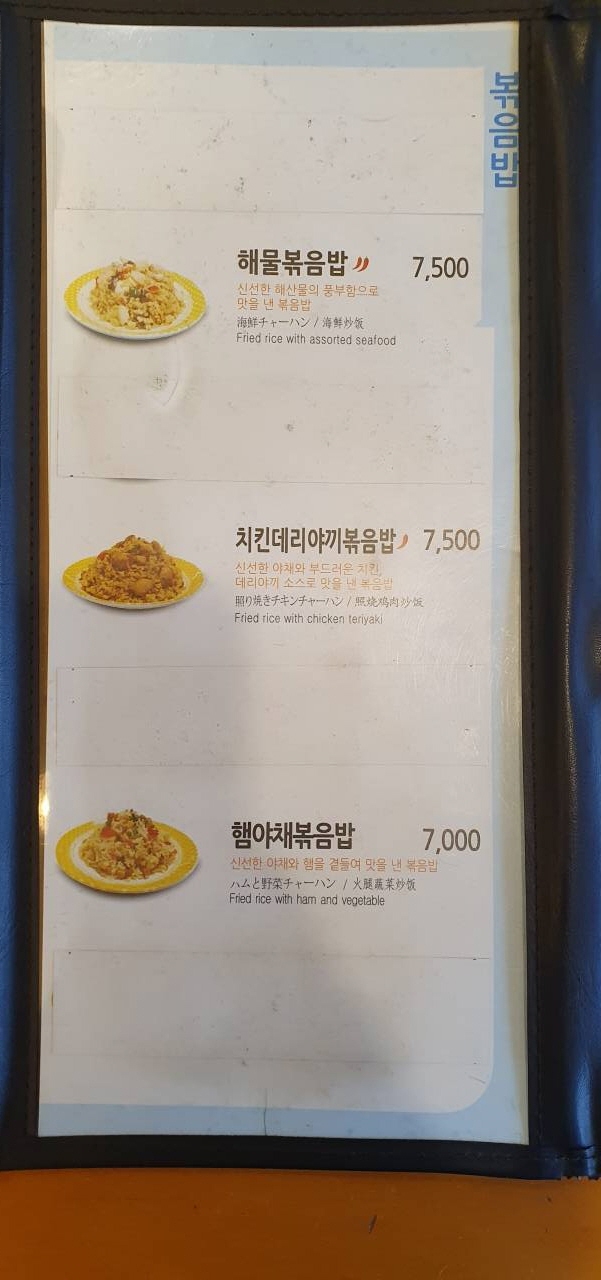 볶음밥
해물볶음밥 7,500
신선한 해산물의 풍부함으로
맛을 낸 볶음밥
海鮮チャーハン / 海鲜炒饭
Fried rice with assorted seafood
치킨데리야끼볶음밥 7,500
신선한 야채와 부드러운 치킨,
데리야끼 소스로 맛을 낸 볶음밥
照り焼きチキンチャーハン / 照烧鸡肉炒饭
Fried rice with chicken teriyaki
햄야채볶음밥 7,000
신선한 야채와 햄을 곁들여 맛을 낸 볶음밥
ハムと野菜チャーハン / 火腿蔬菜炒饭
Fried rice with ham and vegetable